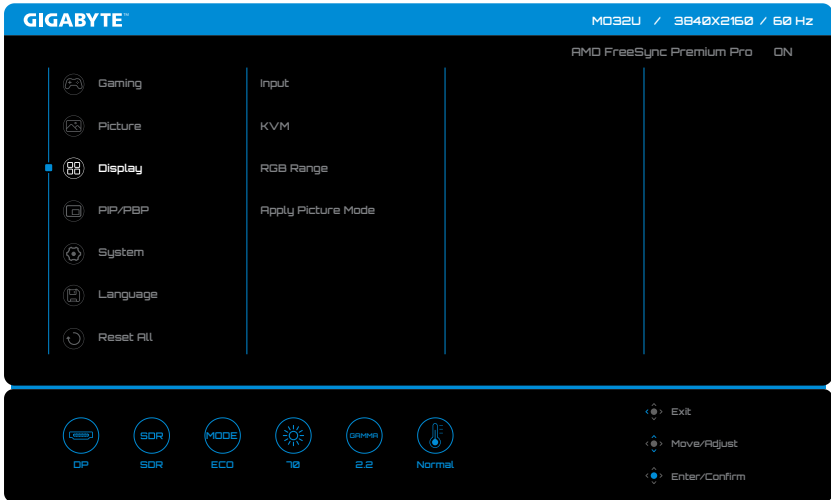 GIGABYTE™
MO32U / 3840X2160 / 60 Hz
AMD FreeSync Premium Pro ON
Gaming
Picture
Display
PIP/PBP
System
Language
Reset All
Input
KVM
RGB Range
Apply Picture Mode
DP
SDR
SDR
MODE
ECO
70
GAMMA
2.2
Normal
Exit
Move/Adjust
Enter/Confirm